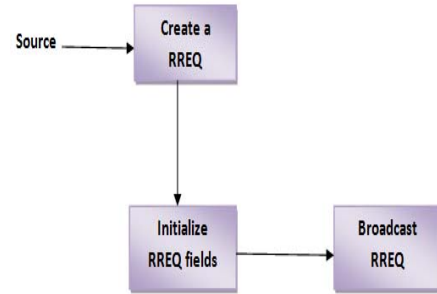 Source
Create a
RREQ
Initialize
RREQ fields
Broadcast
RREQ